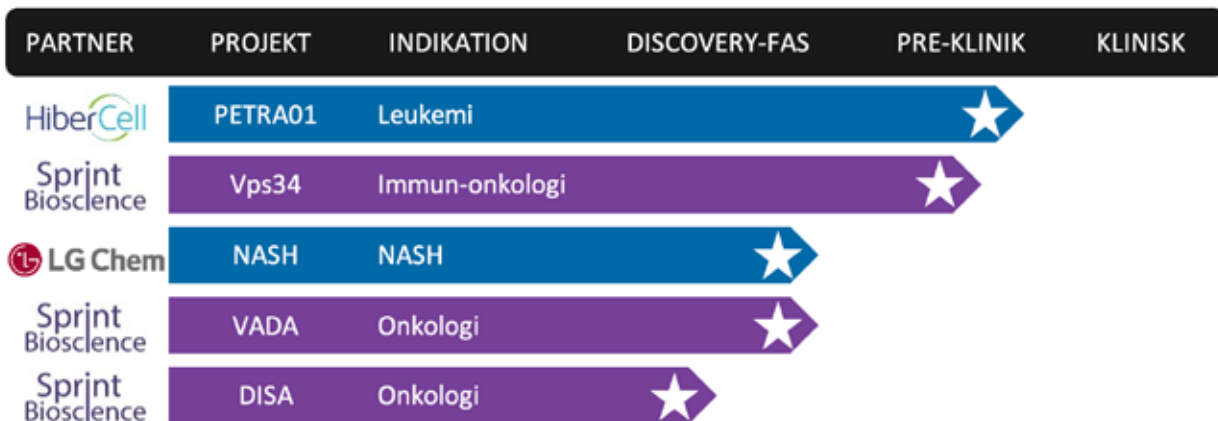 PARTNER PROJEKT INDIKATION DISCOVERY-FAS PRE-KLINIK KLINISK
HiberCell PETRA01 Leukemi
Sprint
Bioscience Vps34 Immun-onkologi
LG Chem NASH NASH
Sprint
Bioscience VADA Onkologi
Sprint
Bioscience DISA Onkologi